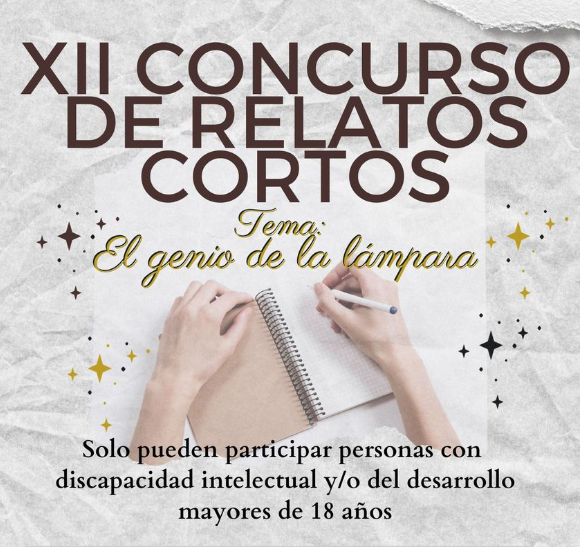 XII CONCURSO
DE RELATOS
CORTOS
Tema:
El genio de la lámpara
Solo pueden participar personas con
discapacidad intelectual y/o del desarrollo
mayores de 18 años